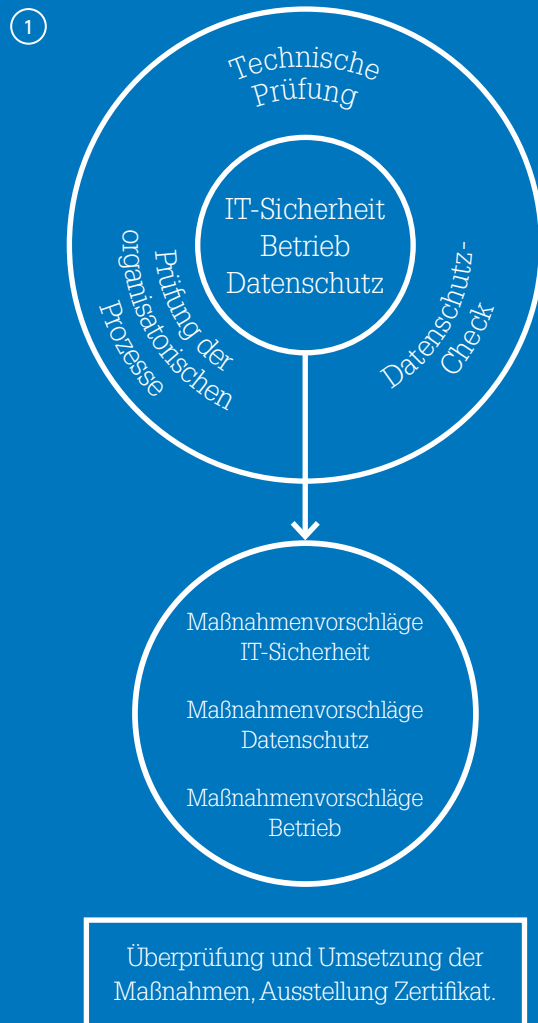 1
Technische
Prüfung
IT-Sicherheit
Betrieb
Datenschutz
Prüfung der
organisatorischen
Prozesse
Datenschutz-
Check
Maßnahmenvorschläge
IT-Sicherheit
Maßnahmenvorschläge
Datenschutz
Maßnahmenvorschläge
Betrieb
Überprüfung und Umsetzung der
Maßnahmen, Ausstellung Zertifikat.